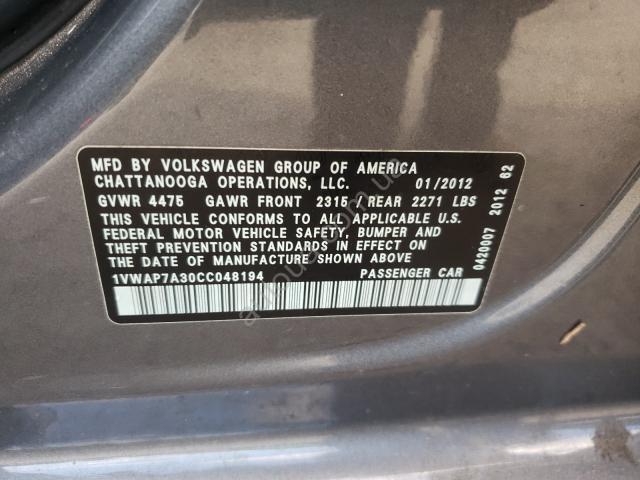 MFD BY VOLKSWAGEN GROUP OF AMERICA
CHATTANOOGA OPERATIONS, LLC. 01/2012
GVWR 4475 GAWR FRONT 2315 / REAR 2271 LBS
THIS VEHICLE CONFORMS TO ALL APPLICABLE U.S.
FEDERAL MOTOR VEHICLE SAFETY, BUMPER AND
THEFT PREVENTION STANDARDS IN EFFECT ON
THE DATE OF MANUFACTURE SHOWN ABOVE.
1VWAP7A30CC048194 PASSENGER CAR
0420007 2012 62